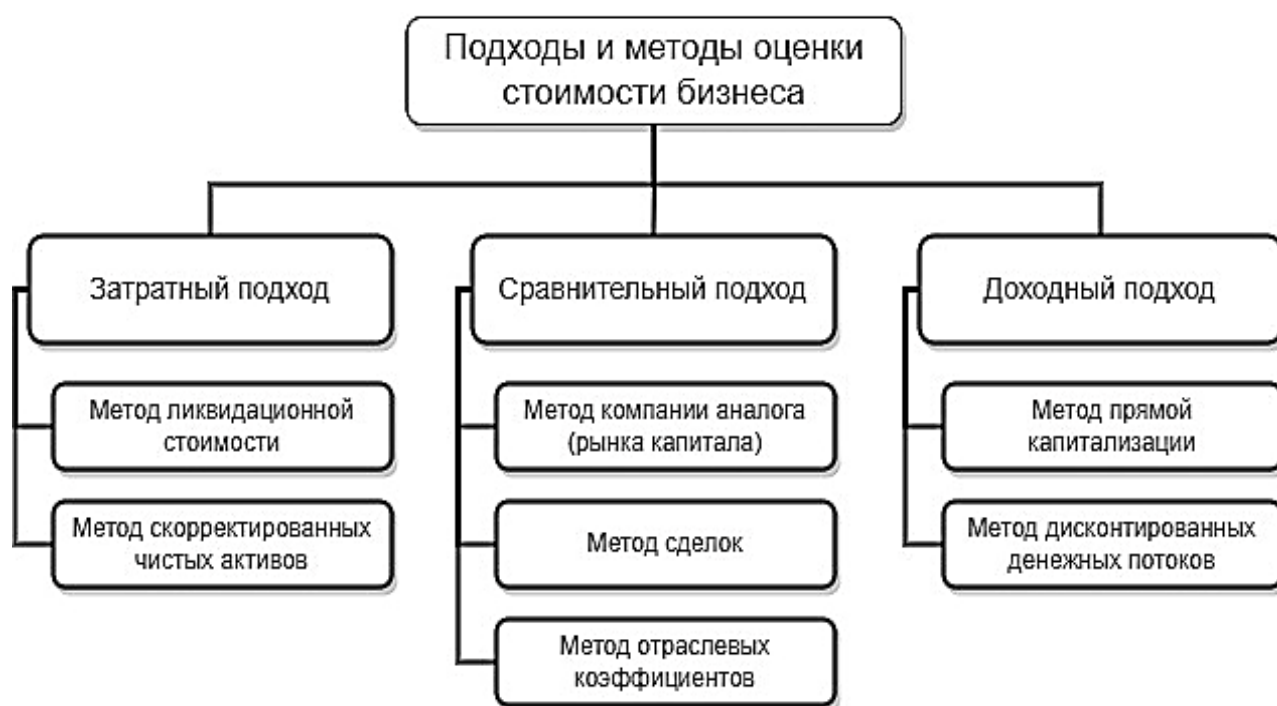 Подходы и методы оценки
стоимости бизнеса
Затратный подход
Метод ликвидационной
стоимости
Метод скорректированных
чистых активов
Сравнительный подход
Метод компании аналога
(рынка капитала)
Метод сделок
Метод отраслевых
коэффициентов
Доходный подход
Метод прямой
капитализации
Метод дисконтированных
денежных потоков